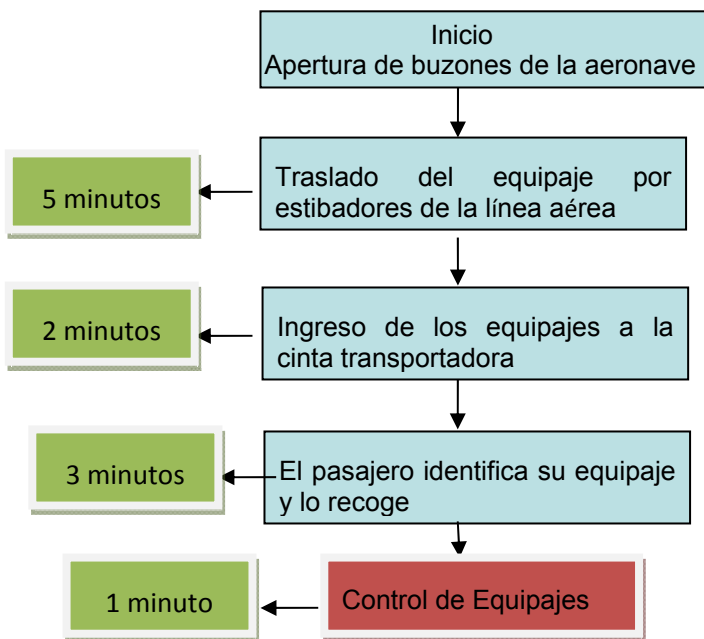 Inicio
Apertura de buzones de la aeronave
5 minutos
Traslado del equipaje por
estibadores de la línea aérea
2 minutos
Ingreso de los equipajes a la
cinta transportadora
3 minutos
El pasajero identifica su equipaje
y lo recoge
1 minuto
Control de Equipajes